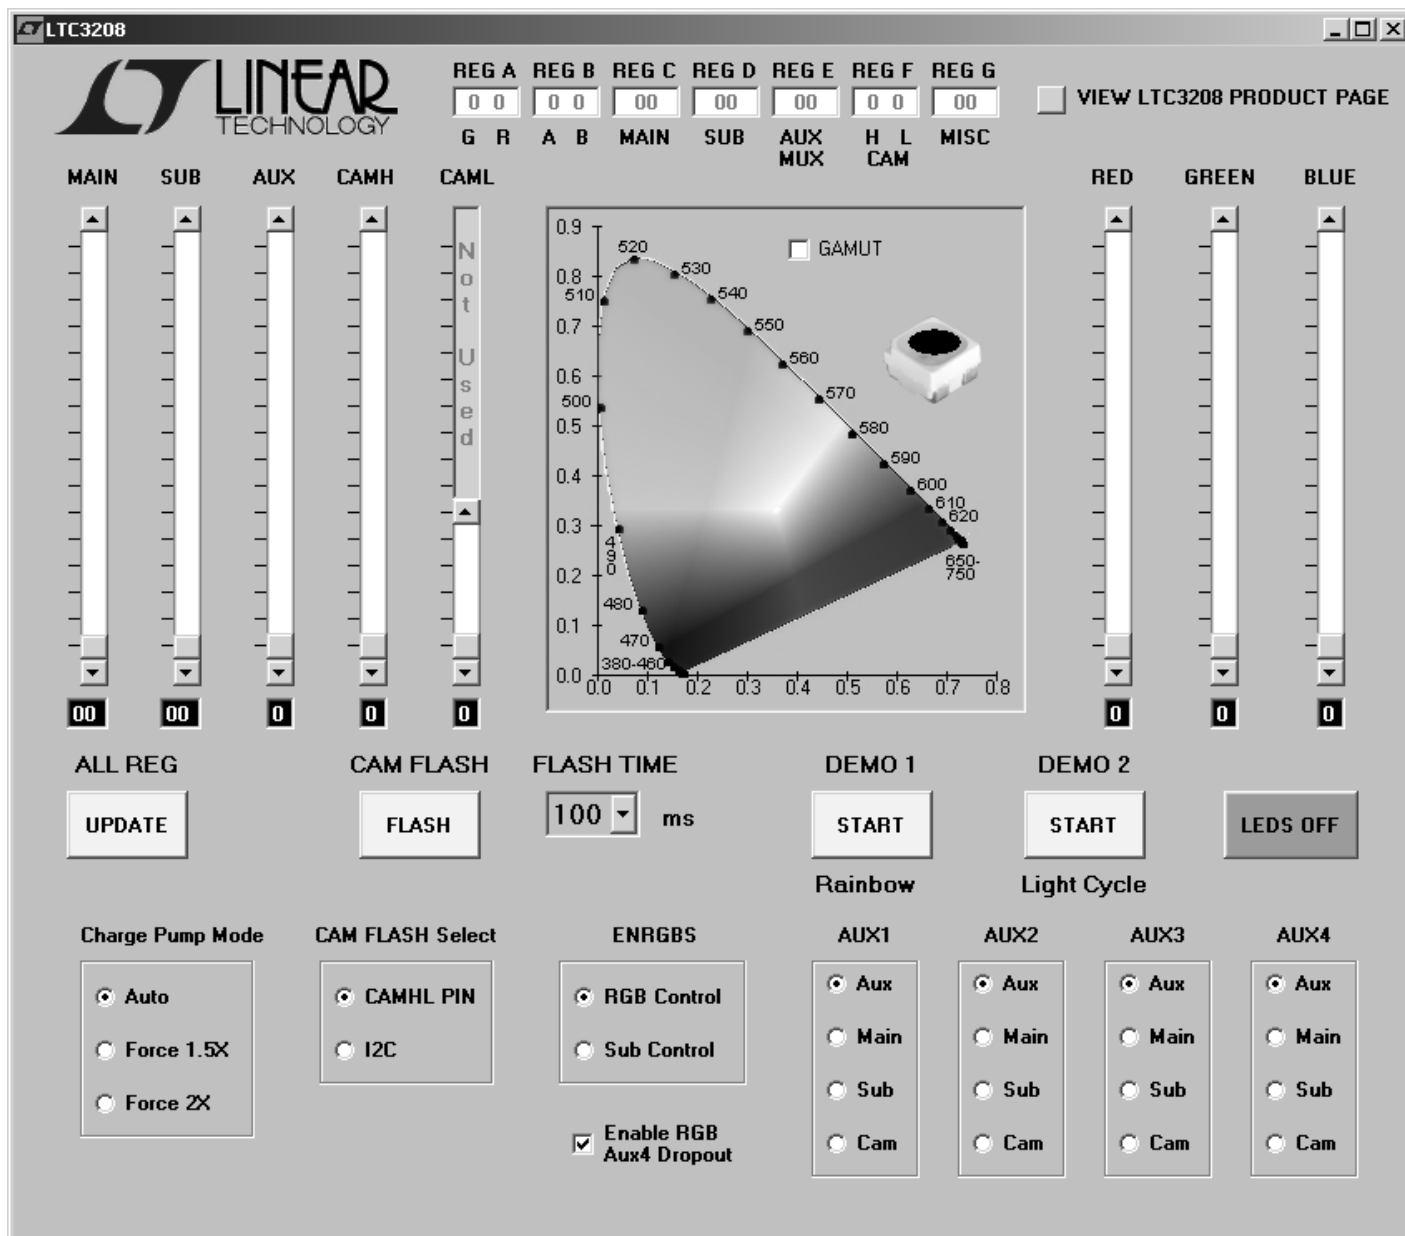 LTC3208
LINEAR
TECHNOLOGY
REG A REG B REG C REG D REG E REG F REG G
0 0 0 0 00 00 00 0 0 00
G R A B MAIN SUB AUX MUX H L CAM MISC
VIEW LTC3208 PRODUCT PAGE
MAIN SUB AUX CAMH CAML
RED GREEN BLUE
Not Used
GAMUT
0.9
0.8
0.7
0.6
0.5
0.4
0.3
0.2
0.1
0.0
520
530
510
540
550
560
570
500
580
590
600
610
620
490
650-
750
480
470
380-460
0.0 0.1 0.2 0.3 0.4 0.5 0.6 0.7 0.8
00 00 0 0 0
0 0 0
ALL REG CAM FLASH FLASH TIME DEMO 1 DEMO 2
UPDATE FLASH 100 ms START START LEDS OFF
Rainbow Light Cycle
Charge Pump Mode
Auto
Force 1.5X
Force 2X
CAM FLASH Select
CAMHL PIN
I2C
ENRGBS
RGB Control
Sub Control
Enable RGB
Aux4 Dropout
AUX1
Aux
Main
Sub
Cam
AUX2
Aux
Main
Sub
Cam
AUX3
Aux
Main
Sub
Cam
AUX4
Aux
Main
Sub
Cam